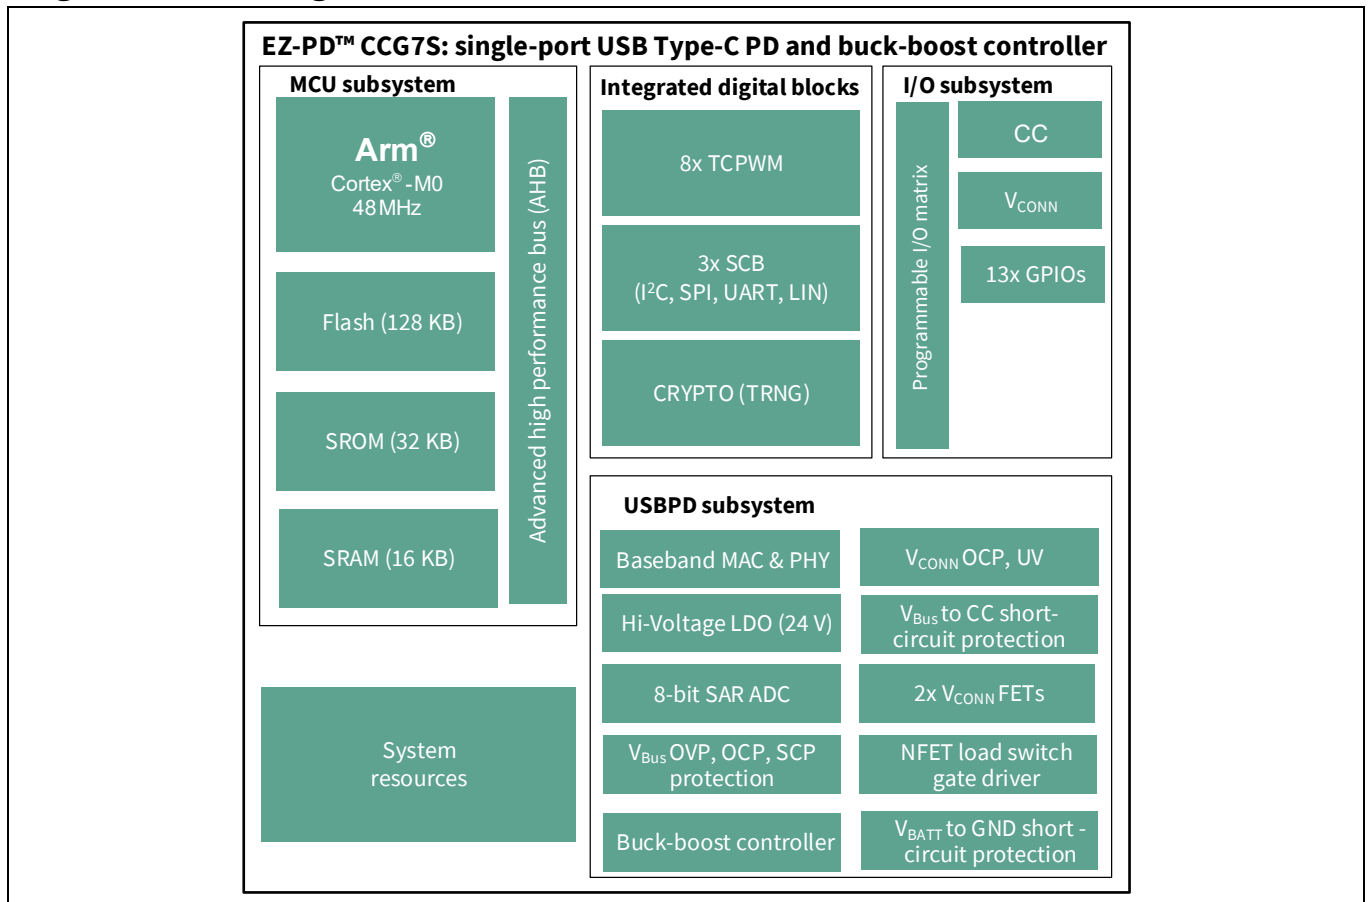 EZ-PD™ CCG7S: single-port USB Type-C PD and buck-boost controller
MCU subsystem
Arm®
Cortex® -M0
48 MHz
Flash (128 KB)
SROM (32 KB)
SRAM (16 KB)
Advanced high performance bus (AHB)
Integrated digital blocks
8x TCPWM
3x SCB
(I²C, SPI, UART, LIN)
CRYPTO (TRNG)
I/O subsystem
Programmable I/O matrix
CC
VCONN
13x GPIOs
System
resources
USBPD subsystem
Baseband MAC & PHY
Hi-Voltage LDO (24 V)
8-bit SAR ADC
VBus OVP, OCP, SCP
protection
Buck-boost controller
VCONN OCP, UV
VBus to CC short-
circuit protection
2x VCONN FETs
NFET load switch
gate driver
VBATT to GND short -
circuit protection